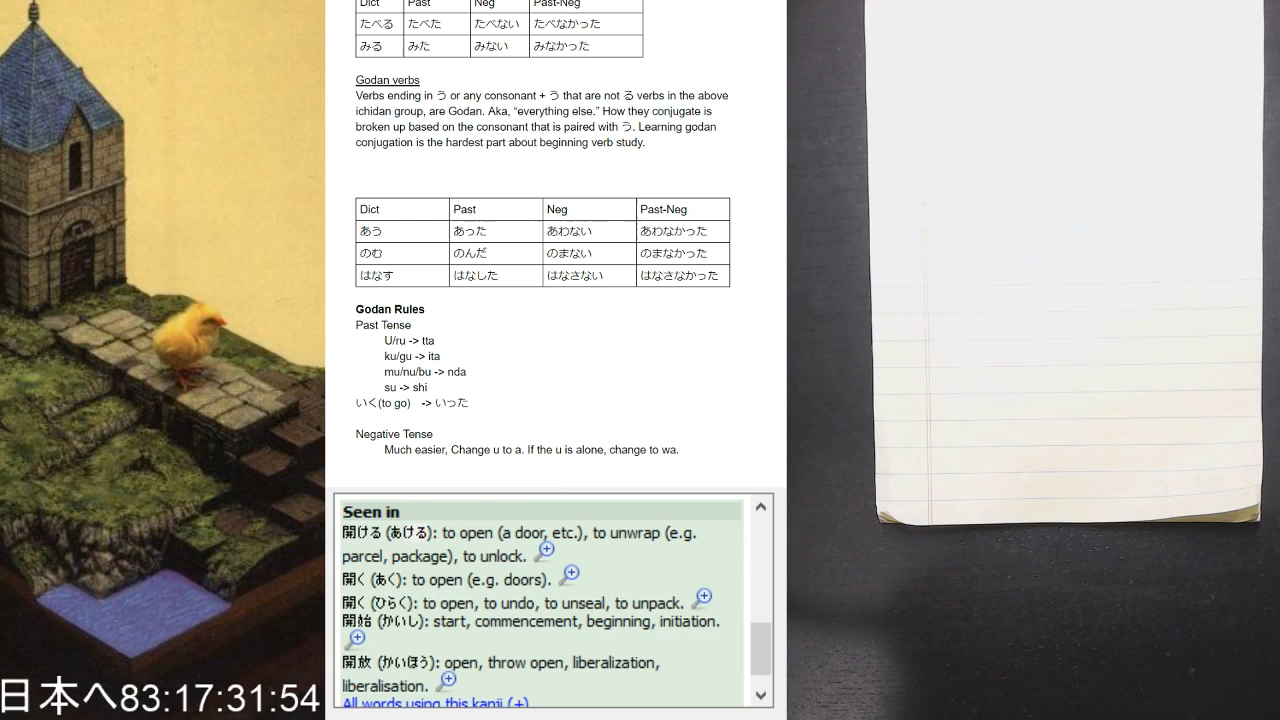 Dict Past Neg Past-Neg
たべる たべた たべない たべなかった
みる みた みない みなかった
Godan verbs
Verbs ending in う or any consonant + う that are not る verbs in the above
ichidan group, are Godan. Aka, “everything else.” How they conjugate is
broken up based on the consonant that is paired with う. Learning godan
conjugation is the hardest part about beginning verb study.
Dict Past Neg Past-Neg
あう あった あわない あわなかった
のむ のんだ のまない のまなかった
はなす はなした はなさない はなさなかった
Godan Rules
Past Tense
U/ru -> tta
ku/gu -> ita
mu/nu/bu -> nda
su -> shi
いく(to go) -> いった
Negative Tense
Much easier, Change u to a. If the u is alone, change to wa.
Seen in
開ける (あける): to open (a door, etc.), to unwrap (e.g.
parcel, package), to unlock.
開く (あく): to open (e.g. doors).
開く (ひらく): to open, to undo, to unseal, to unpack.
開始 (かいし): start, commencement, beginning, initiation.
開放 (かいほう): open, throw open, liberalization,
liberalisation.
All words using this kanji (+)
日本へ83:17:31:54